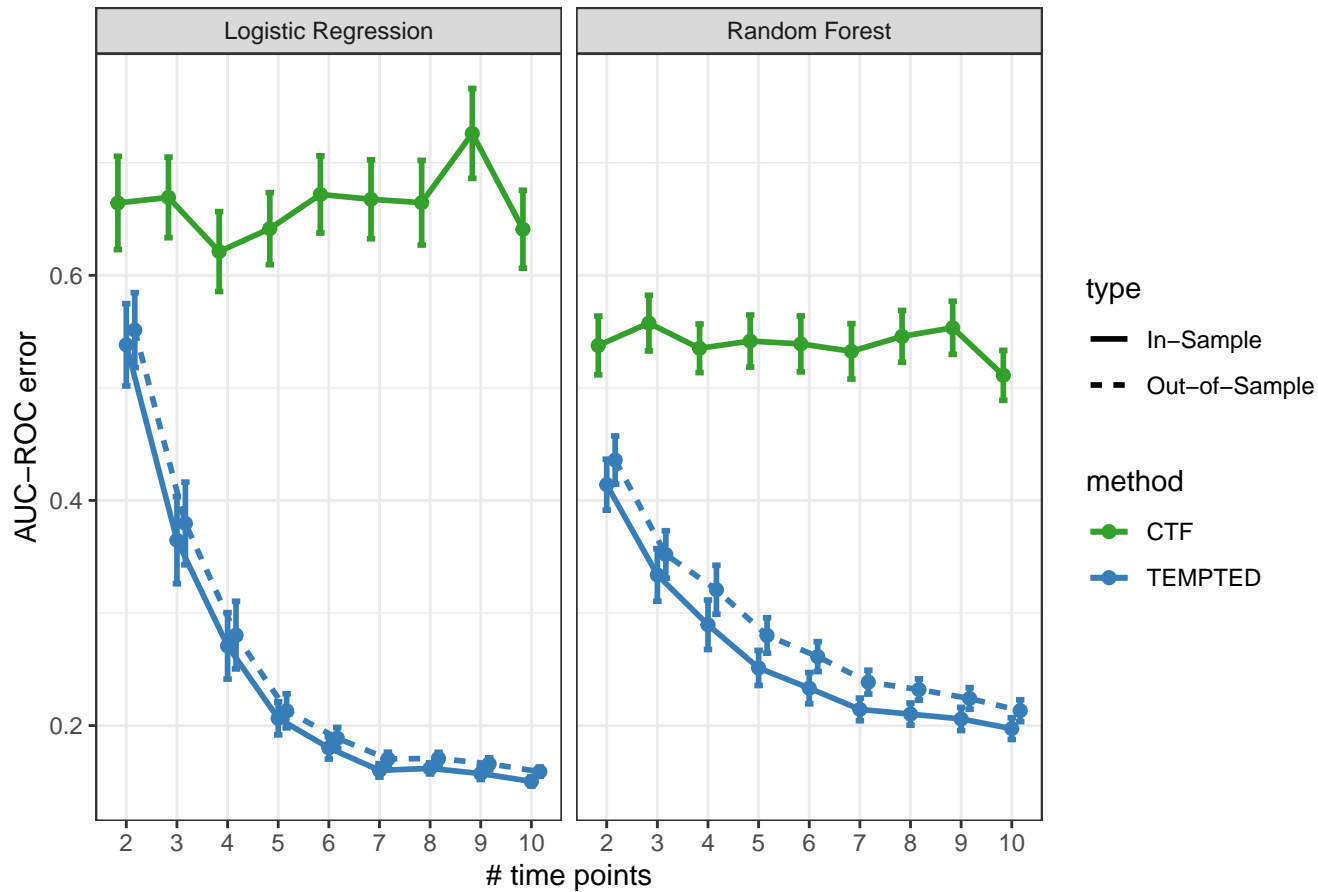 Logistic Regression
Random Forest
AUC−ROC error
0.6
0.4
0.2
2 3 4 5 6 7 8 9 10
2 3 4 5 6 7 8 9 10
# time points
type
In−Sample
Out−of−Sample
method
CTF
TEMPTED